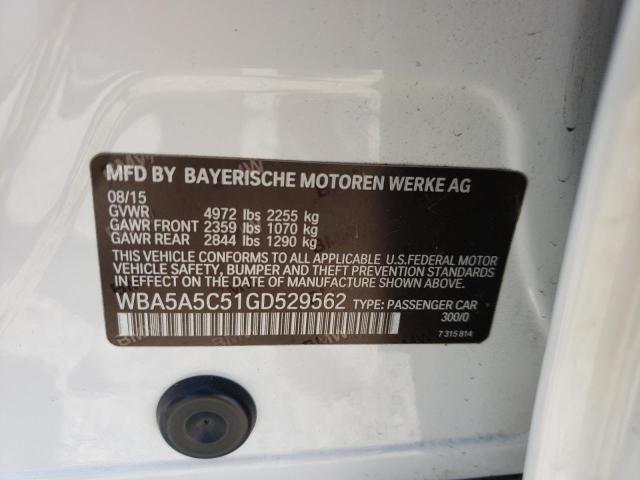 MFD BY BAYERISCHE MOTOREN WERKE AG
08/15
GVWR 4972 lbs 2255 kg
GAWR FRONT 2359 lbs 1070 kg
GAWR REAR 2844 lbs 1290 kg
THIS VEHICLE CONFORMS TO ALL APPLICABLE U.S.FEDERAL MOTOR
VEHICLE SAFETY, BUMPER, AND THEFT PREVENTION STANDARDS
IN EFFECT ON THE DATE OF MANUFACTURE SHOWN ABOVE.
WBA5A5C51GD529562 TYPE: PASSENGER CAR
300/0
7 315 814